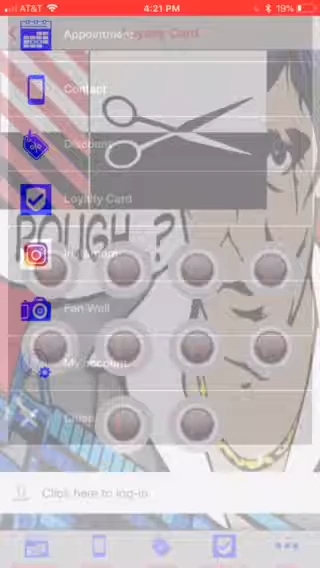 AT&T 4:21 PM 19%
Loyalty Card
Appointment
Contact
Discount
Loyalty Card
ROUGH ?
Instagram
Fan Wall
My account
Click here to log-in